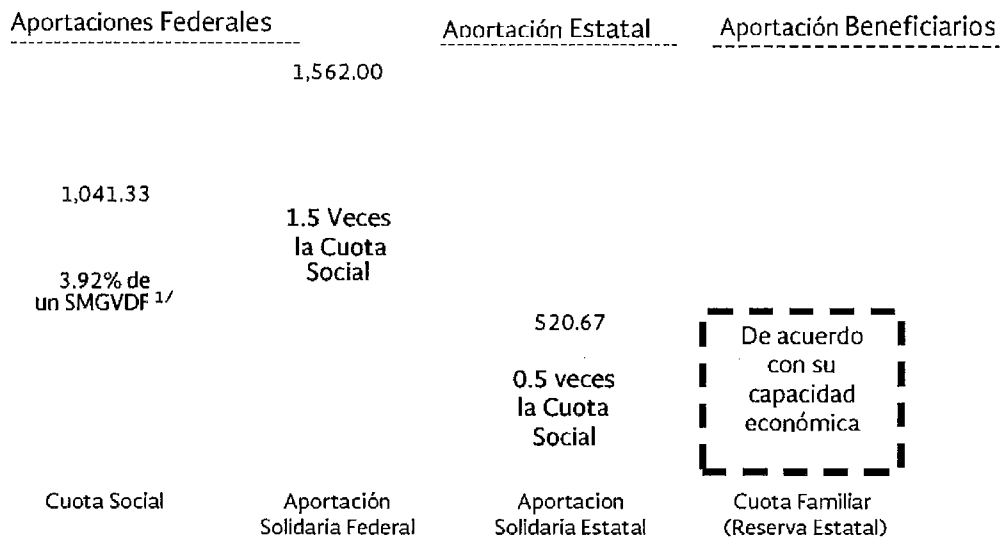 Aportaciones Federales
Aportación Estatal
Aportación Beneficiarios
1,562.00
1,041.33
1.5 Veces
la Cuota
Social
3.92% de
un SMGVDF 1/
520.67
0.5 veces
la Cuota
Social
De acuerdo
con su
capacidad
económica
Cuota Social
Aportación
Solidaria Federal
Aportacion
Solidaria Estatal
Cuota Familiar
(Reserva Estatal)